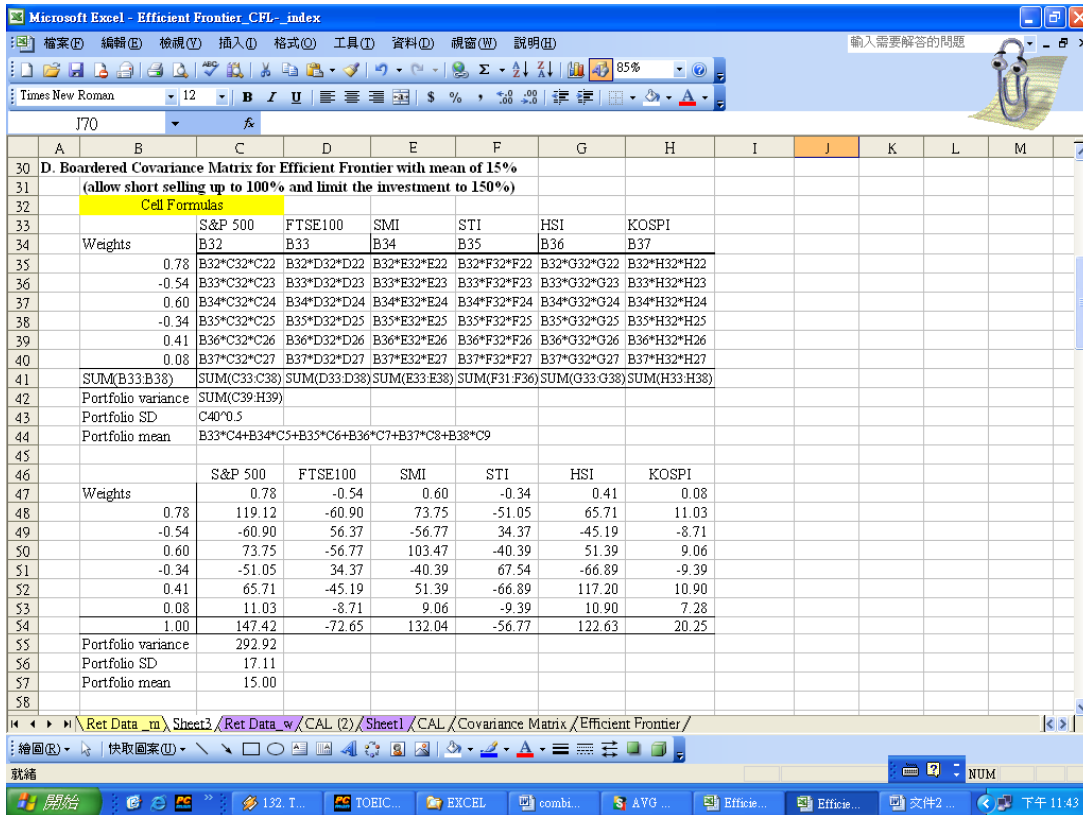 Microsoft Excel - Efficient Frontier_CFL-_index
檔案(F) 編輯(E) 檢視(V) 插入(I) 格式(O) 工具(T) 資料(D) 視窗(W) 說明(H) 輸入需要解答的問題
85%
Times New Roman 12 B I U $ % ,
J70 fx
A B C D E F G H I J K L M
30 D. Boardered Covariance Matrix for Efficient Frontier with mean of 15%
31 (allow short selling up to 100% and limit the investment to 150%)
32 Cell Formulas
33 S&P 500 FTSE100 SMI STI HSI KOSPI
34 Weights B32 B33 B34 B35 B36 B37
35 0.78 B32*C32*C22 B32*D32*D22 B32*E32*E22 B32*F32*F22 B32*G32*G22 B32*H32*H22
36 -0.54 B33*C32*C23 B33*D32*D23 B33*E32*E23 B33*F32*F23 B33*G32*G23 B33*H32*H23
37 0.60 B34*C32*C24 B34*D32*D24 B34*E32*E24 B34*F32*F24 B34*G32*G24 B34*H32*H24
38 -0.34 B35*C32*C25 B35*D32*D25 B35*E32*E25 B35*F32*F25 B35*G32*G25 B35*H32*H25
39 0.41 B36*C32*C26 B36*D32*D26 B36*E32*E26 B36*F32*F26 B36*G32*G26 B36*H32*H26
40 0.08 B37*C32*C27 B37*D32*D27 B37*E32*E27 B37*F32*F27 B37*G32*G27 B37*H32*H27
41 SUM(B33:B38) SUM(C33:C38) SUM(D33:D38) SUM(E33:E38) SUM(F31:F36) SUM(G33:G38) SUM(H33:H38)
42 Portfolio variance SUM(C39:H39)
43 Portfolio SD C40^0.5
44 Portfolio mean B33*C4+B34*C5+B35*C6+B36*C7+B37*C8+B38*C9
45
46 S&P 500 FTSE100 SMI STI HSI KOSPI
47 Weights 0.78 -0.54 0.60 -0.34 0.41 0.08
48 0.78 119.12 -60.90 73.75 -51.05 65.71 11.03
49 -0.54 -60.90 56.37 -56.77 34.37 -45.19 -8.71
50 0.60 73.75 -56.77 103.47 -40.39 51.39 9.06
51 -0.34 -51.05 34.37 -40.39 67.54 -66.89 -9.39
52 0.41 65.71 -45.19 51.39 -66.89 117.20 10.90
53 0.08 11.03 -8.71 9.06 -9.39 10.90 7.28
54 1.00 147.42 -72.65 132.04 -56.77 122.63 20.25
55 Portfolio variance 292.92
56 Portfolio SD 17.11
57 Portfolio mean 15.00
58
Ret Data _m Sheet3 Ret Data_w CAL (2) Sheet1 CAL Covariance Matrix Efficient Frontier
繪圖(R) 快取圖案(U)
就緒 NUM
開始 132. T... TOEIC... EXCEL combi... AVG ... Efficie... Efficie... 文件2 ... 下午 11:43